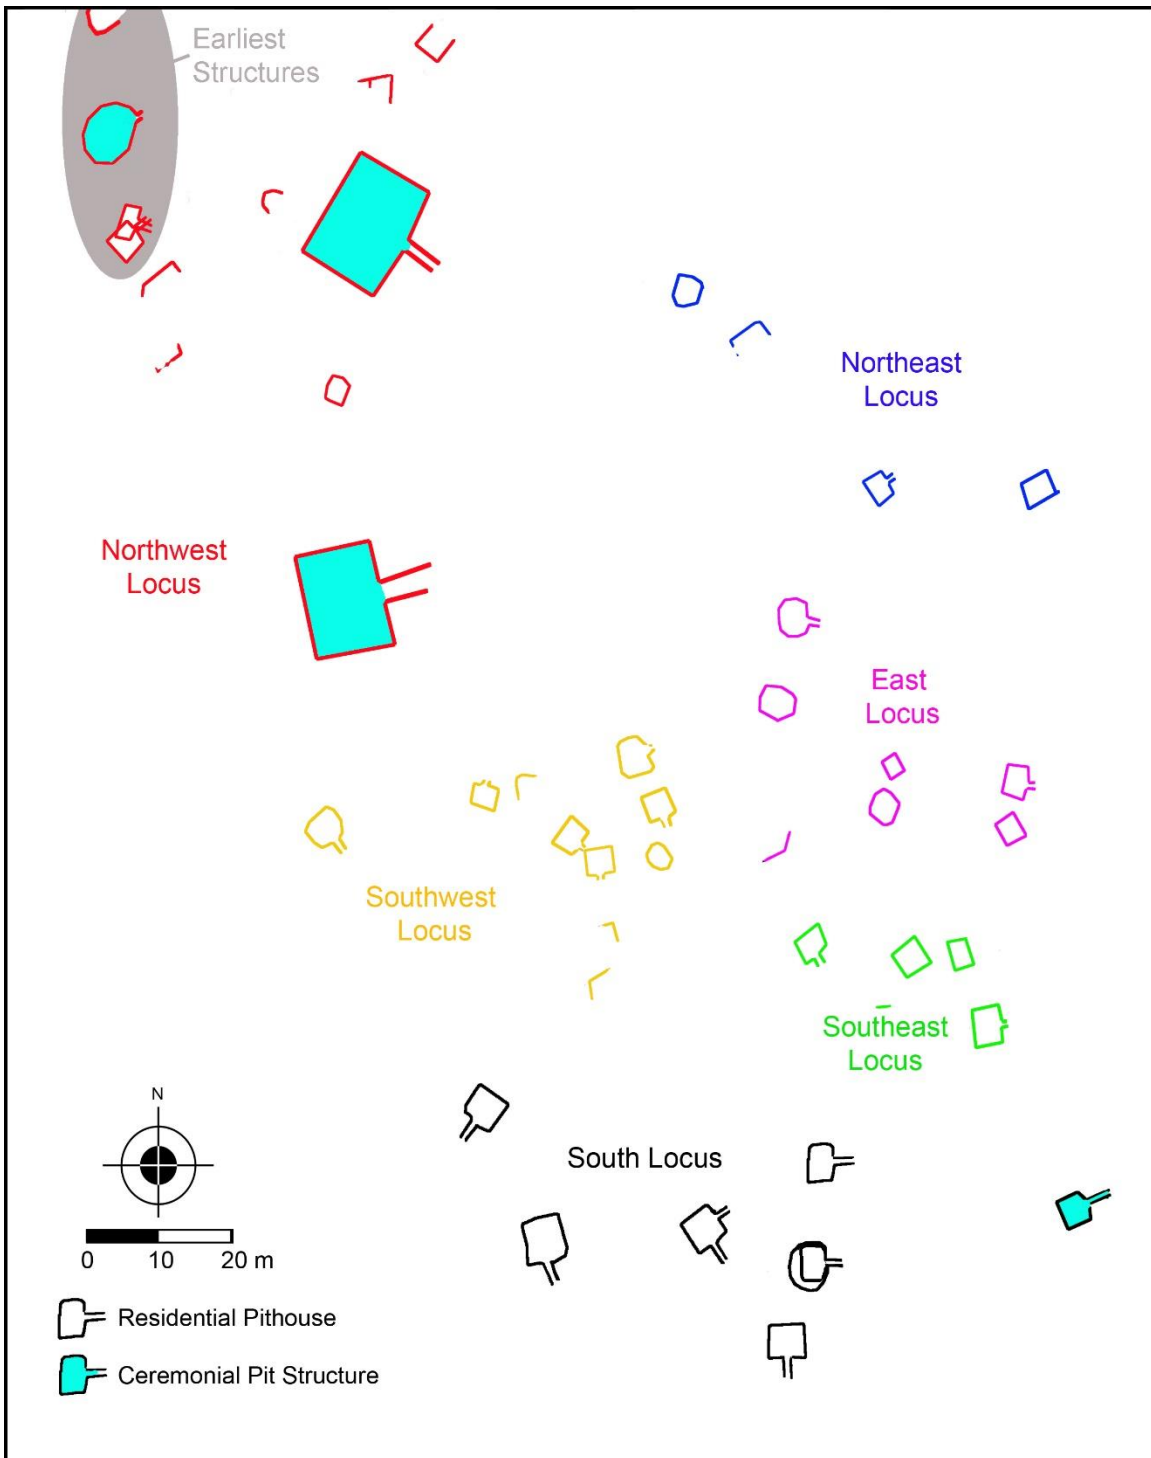 Earliest
Structures
Northeast
Locus
Northwest
Locus
East
Locus
Southwest
Locus
Southeast
Locus
South Locus
N
0 10 20 m
Residential Pithouse
Ceremonial Pit Structure